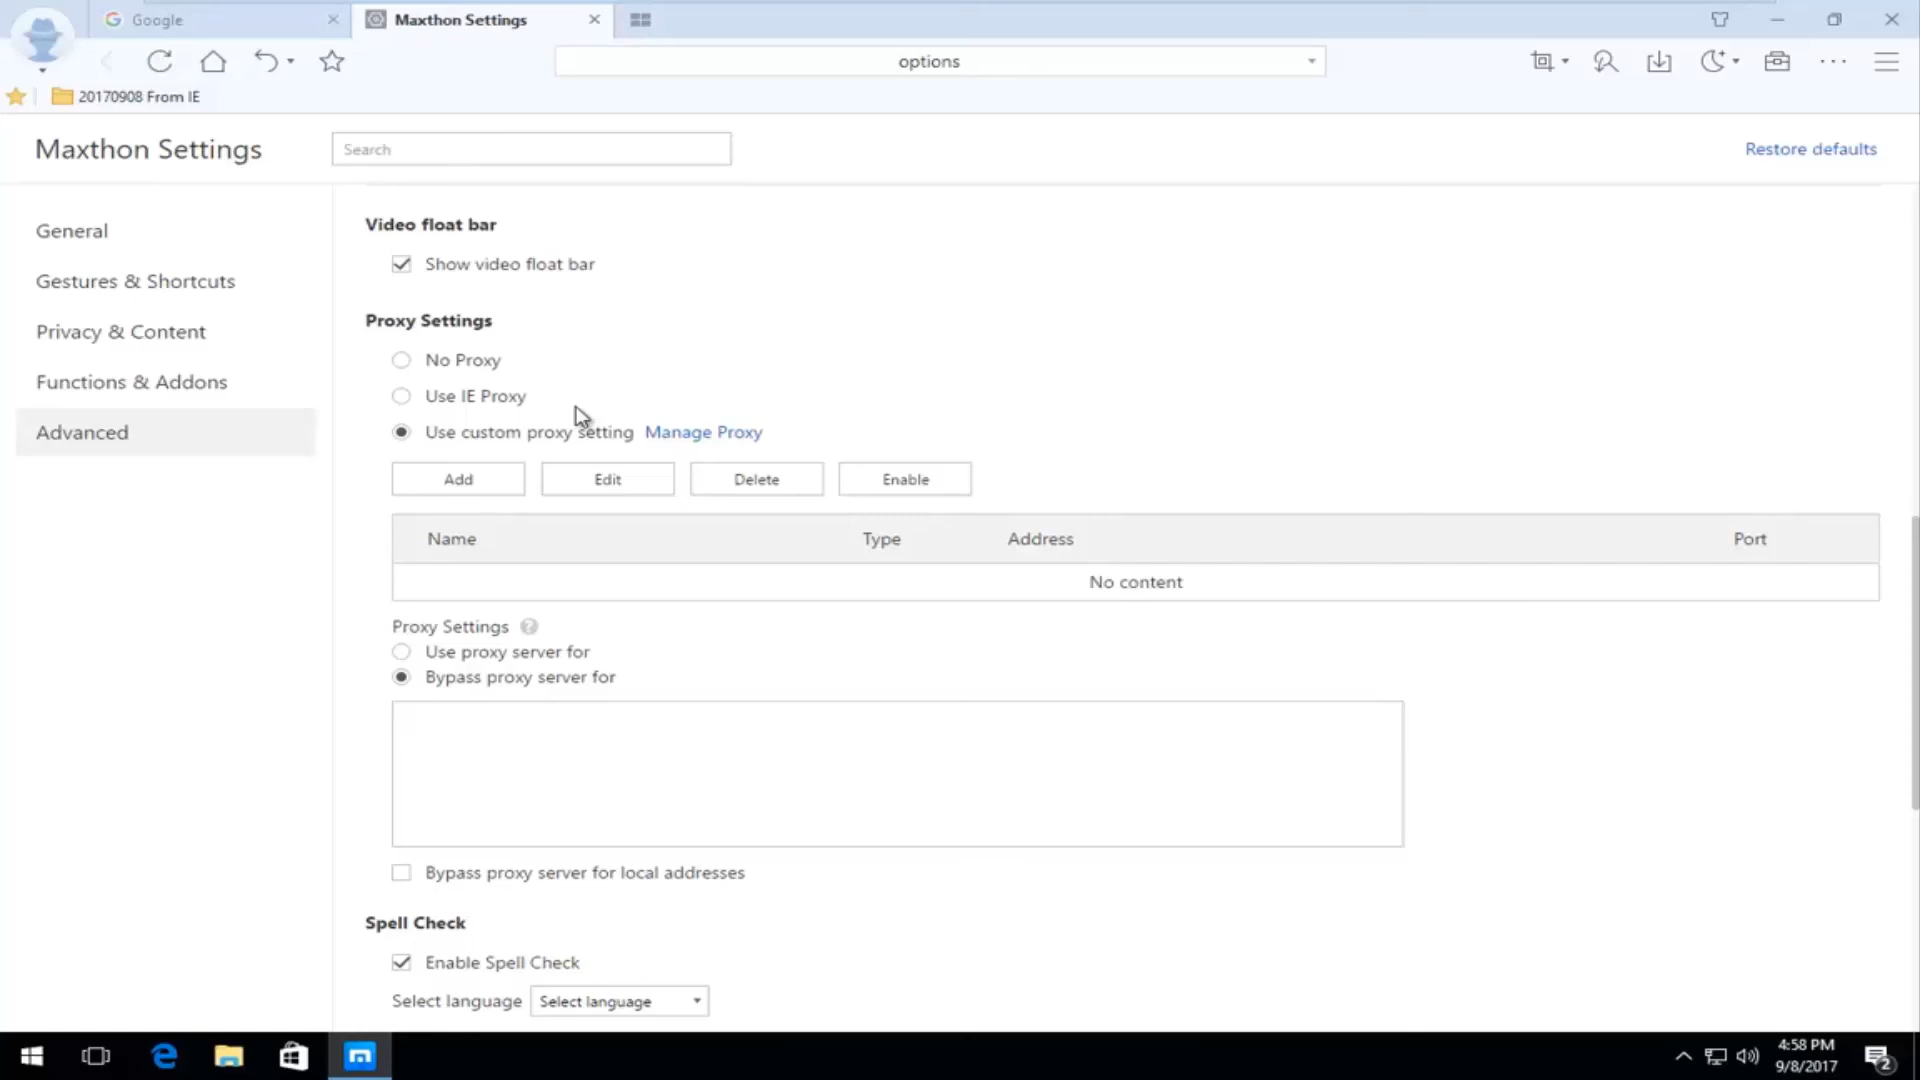 Google
Maxthon Settings
options
20170908 From IE
Maxthon Settings
Search
Restore defaults
General
Gestures & Shortcuts
Privacy & Content
Functions & Addons
Advanced
Video float bar
Show video float bar
Proxy Settings
No Proxy
Use IE Proxy
Use custom proxy setting Manage Proxy
Add Edit Delete Enable
Name Type Address Port
No content
Proxy Settings ?
Use proxy server for
Bypass proxy server for
Bypass proxy server for local addresses
Spell Check
Enable Spell Check
Select language Select language
4:58 PM
9/8/2017
2